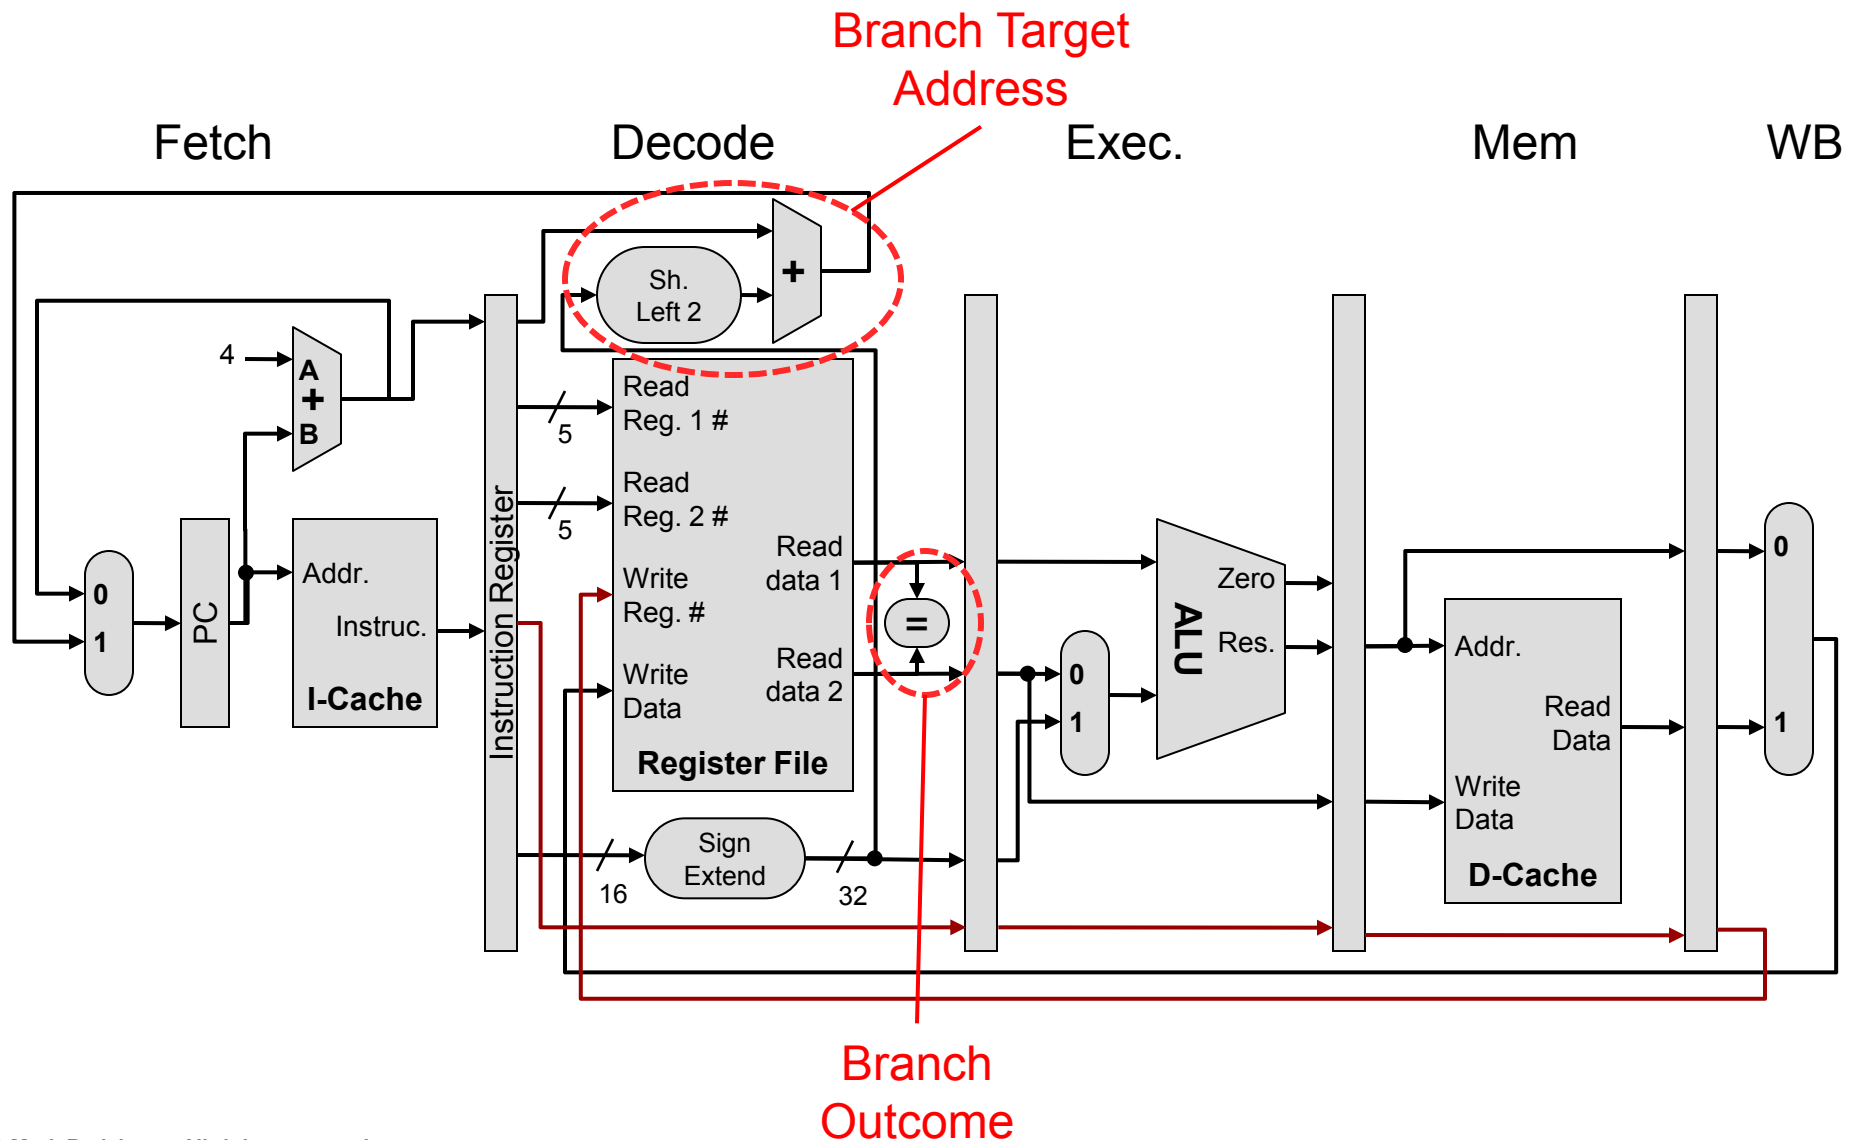 Branch Target
Address
Fetch
Decode
Exec.
Mem
WB
Sh.
Left 2
+
4
A
+
B
Read
Reg. 1 #
5
Read
Reg. 2 #
5
Write
Reg. #
Write
Data
Read
data 1
Read
data 2
Register File
=
0
1
PC
Addr.
Instruc.
I-Cache
Instruction Register
Sign
Extend
16
32
0
1
ALU
Zero
Res.
Addr.
Read
Data
Write
Data
D-Cache
0
1
Branch
Outcome